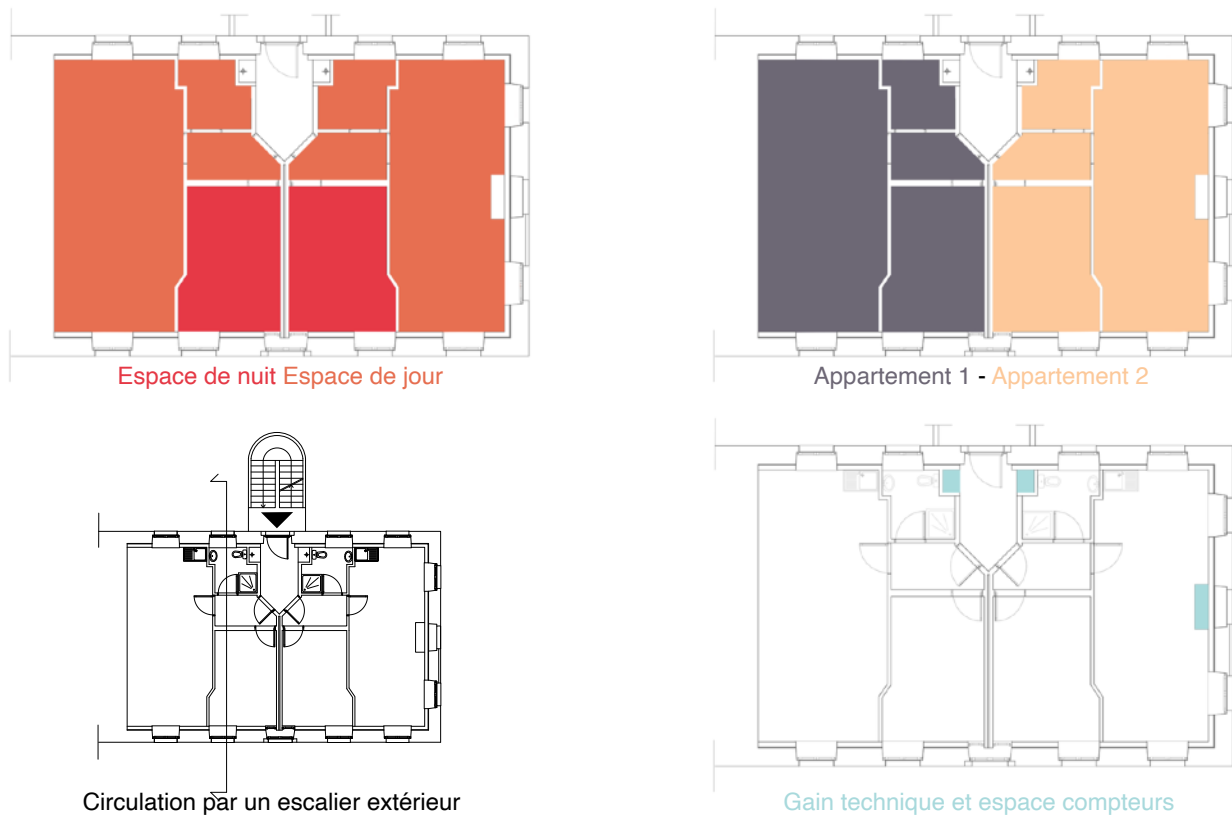 Espace de nuit Espace de jour
Appartement 1 - Appartement 2
Circulation par un escalier extérieur
Gain technique et espace compteurs